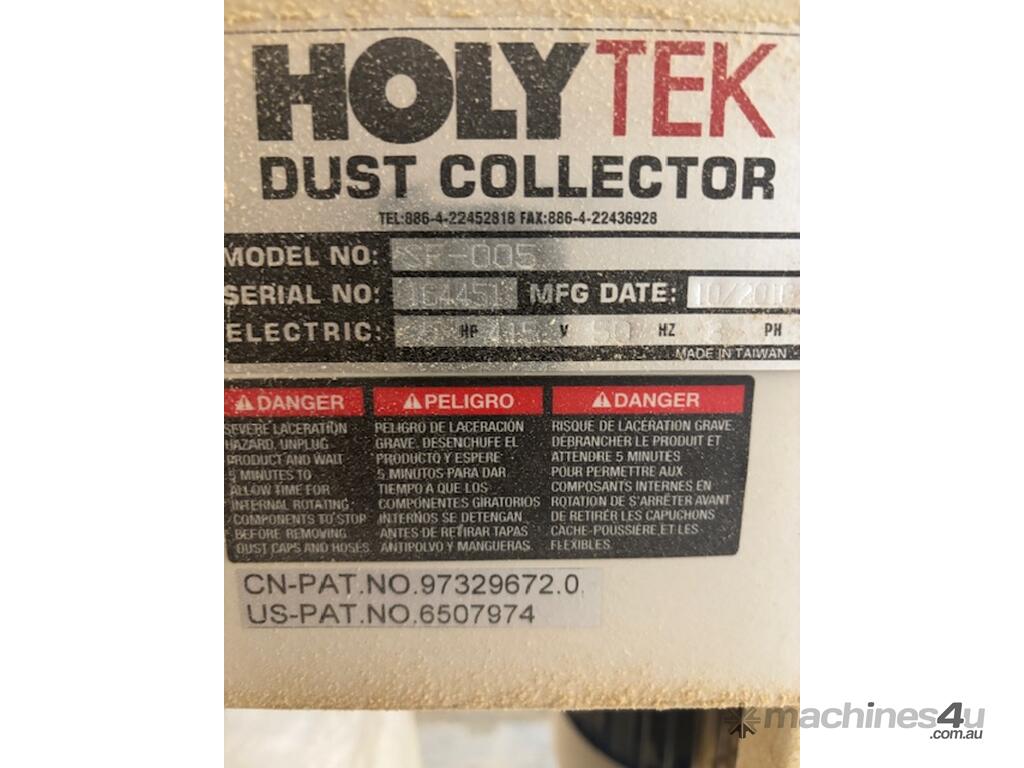 HOLYTEK
DUST COLLECTOR
TEL:886-4-22452818 FAX:886-4-22436928
MODEL NO: SF-005
SERIAL NO: 164451 MFG DATE:
ELECTRIC: HP 415 V 50 HZ PH
MADE IN TAIWAN
DANGER
SEVERE LACERATION
HAZARD. UNPLUG
PRODUCT AND WAIT
5 MINUTES TO
ALLOW TIME FOR
INTERNAL ROTATING
COMPONENTS TO STOP
BEFORE REMOVING
DUST CAPS AND HOSES
PELIGRO
PELIGRO DE LACERACIÓN
GRAVE. DESENCHUFE EL
PRODUCTO Y ESPERE
5 MINUTOS PARA DAR
TIEMPO A QUE LOS
COMPONENTES GIRATORIOS
INTERNOS SE DETENGAN
ANTES DE RETIRAR TAPAS
ANTIPOLVO Y MANGUERAS.
DANGER
RISQUE DE LACÉRATION GRAVE.
DÉBRANCHER LE PRODUIT ET
ATTENDRE 5 MINUTES
POUR PERMETTRE AUX
COMPOSANTS INTERNES EN
ROTATION DE S'ARRÊTER AVANT
DE RETIRER LES CAPUCHONS
CACHE-POUSSIÈRE ET LES
FLEXIBLES.
CN-PAT.NO.97329672.0
US-PAT.NO.6507974
machines4u
.com.au